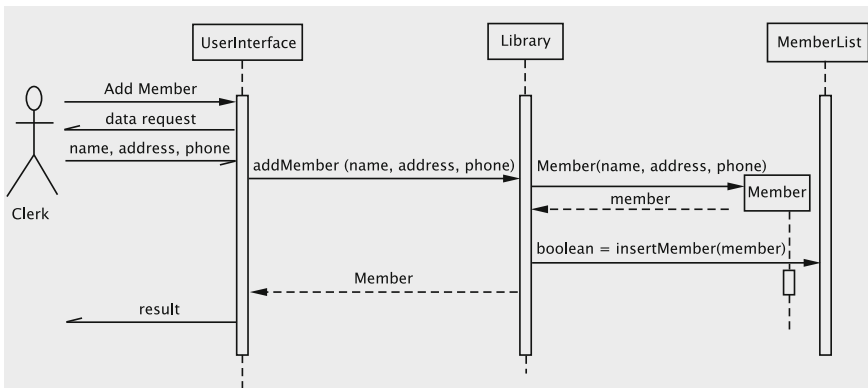 UserInterface
Library
MemberList
Add Member
data request
name, address, phone
addMember (name, address, phone)
Member(name, address, phone)
Member
member
Clerk
boolean = insertMember(member)
Member
result